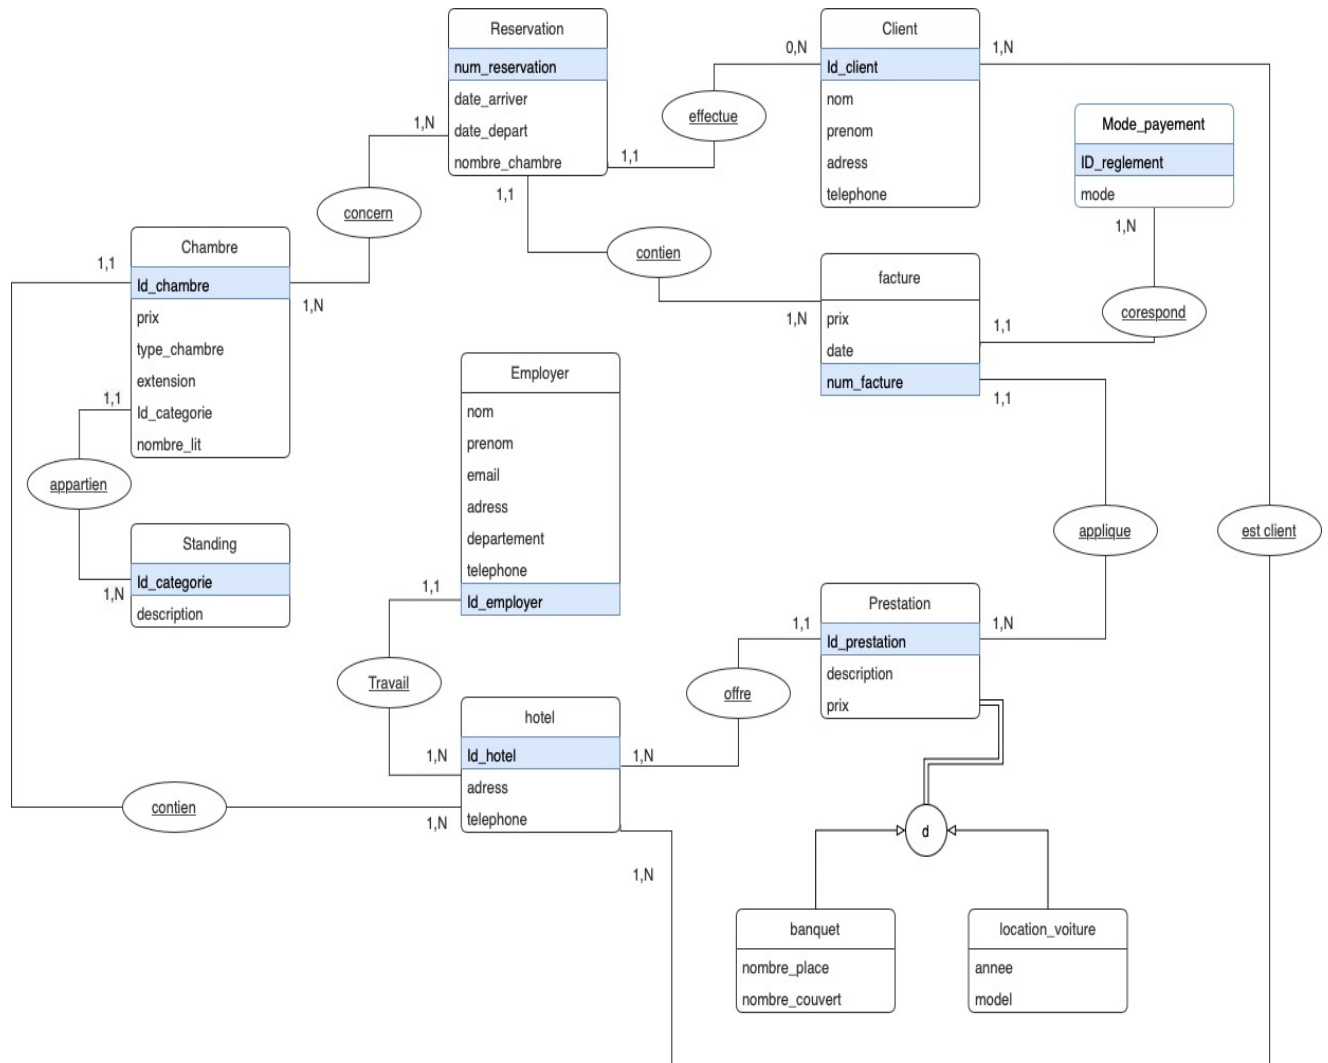 Reservation
num_reservation
date_arriver
date_depart
nombre_chambre
1,N
1,1
1,1
effectue
0,N
Client
Id_client
nom
prenom
adress
telephone
1,N
Mode_payement
ID_reglement
mode
1,N
concern
contien
corespond
Chambre
Id_chambre
prix
type_chambre
extension
Id_categorie
nombre_lit
1,1
1,N
1,1
facture
prix
date
num_facture
1,N
1,1
1,1
Employer
nom
prenom
email
adress
departement
telephone
Id_employer
1,1
appartien
Standing
Id_categorie
description
1,N
applique
est client
Prestation
Id_prestation
description
prix
1,1
1,N
Travail
offre
hotel
Id_hotel
adress
telephone
1,N
1,N
1,N
1,N
contien
d
banquet
nombre_place
nombre_couvert
location_voiture
annee
model